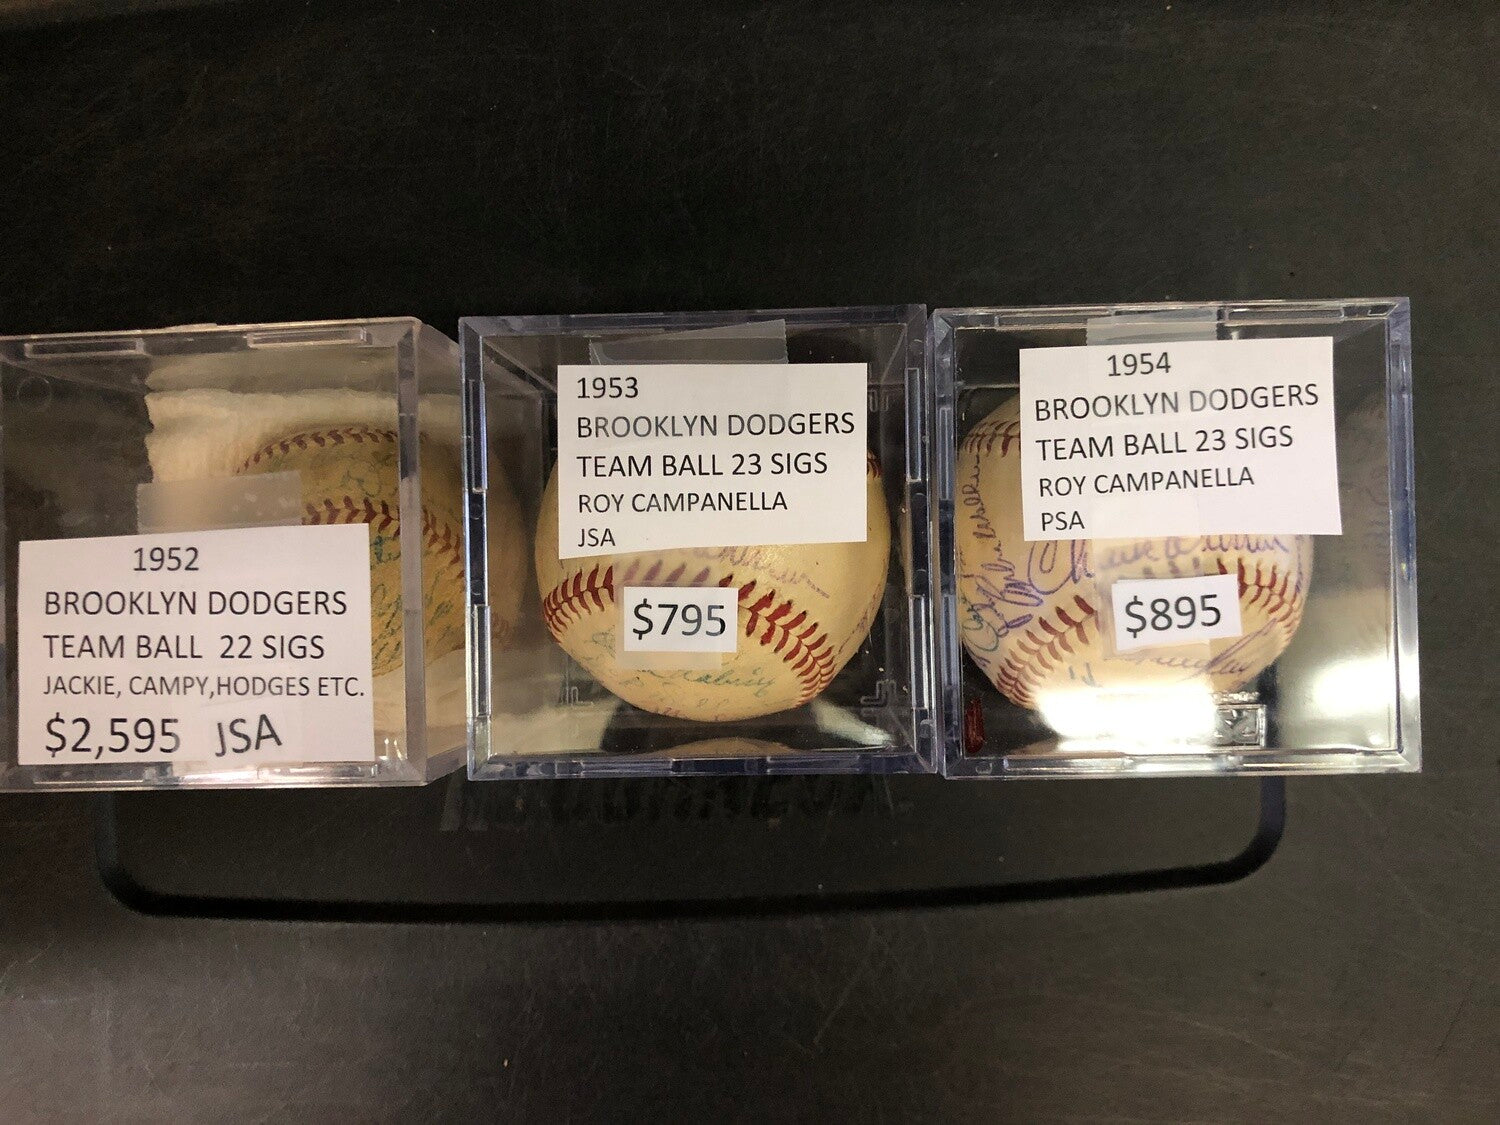 1952
BROOKLYN DODGERS
TEAM BALL 22 SIGS
JACKIE, CAMPY,HODGES ETC.
$2,595 JSA
1953
BROOKLYN DODGERS
TEAM BALL 23 SIGS
ROY CAMPANELLA
JSA
$795
1954
BROOKLYN DODGERS
TEAM BALL 23 SIGS
ROY CAMPANELLA
PSA
$895